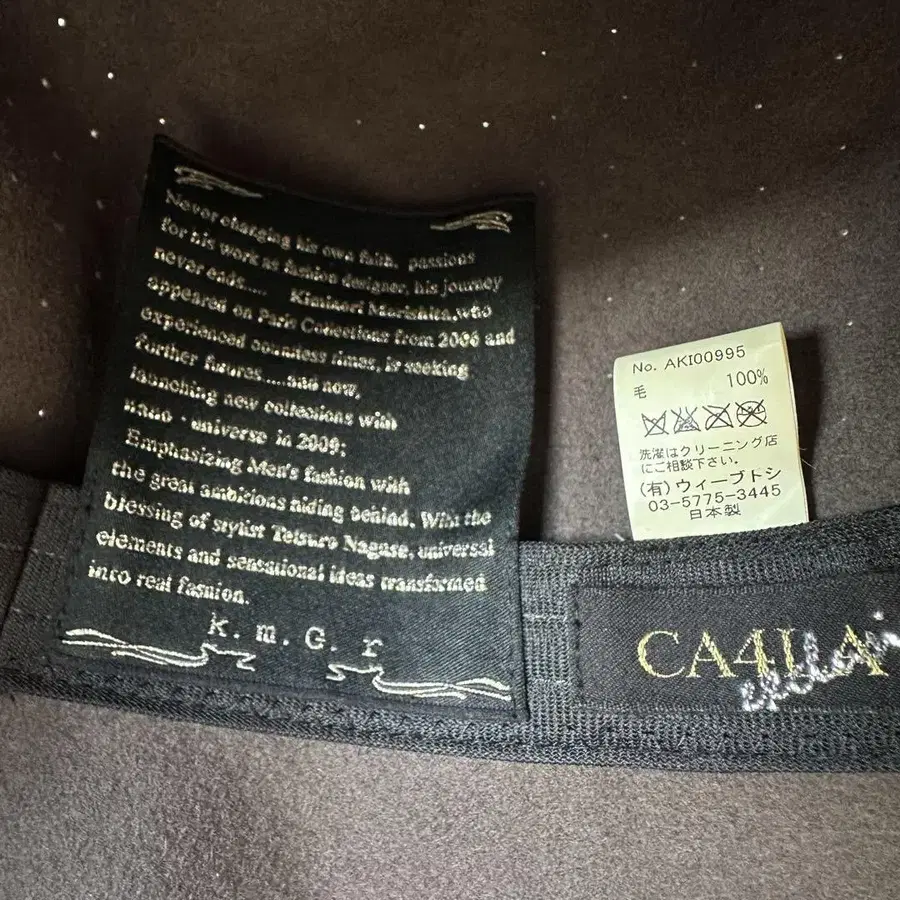 Never changing his own faith, passions
for his work as fashion designer, his journey
never ends..... Kiminori Morishita,who
appeared on Paris Collections from 2006 and
experienced countless times, is seeking
further futures.....and now,
launching new collections with
nano・universe in 2009;
Emphasizing Men's fashion with
the great ambitions hiding behind. With the
blessing of stylist Tetsuro Nagase, universal
elements and sensational ideas transformed
into real fashion.
k. m. G. r
No. AKI00995
毛 100%
洗濯はクリーニング店
にご相談下さい。
(有)ウィーブトシ
03-5775-3445
日本製
CA4LA